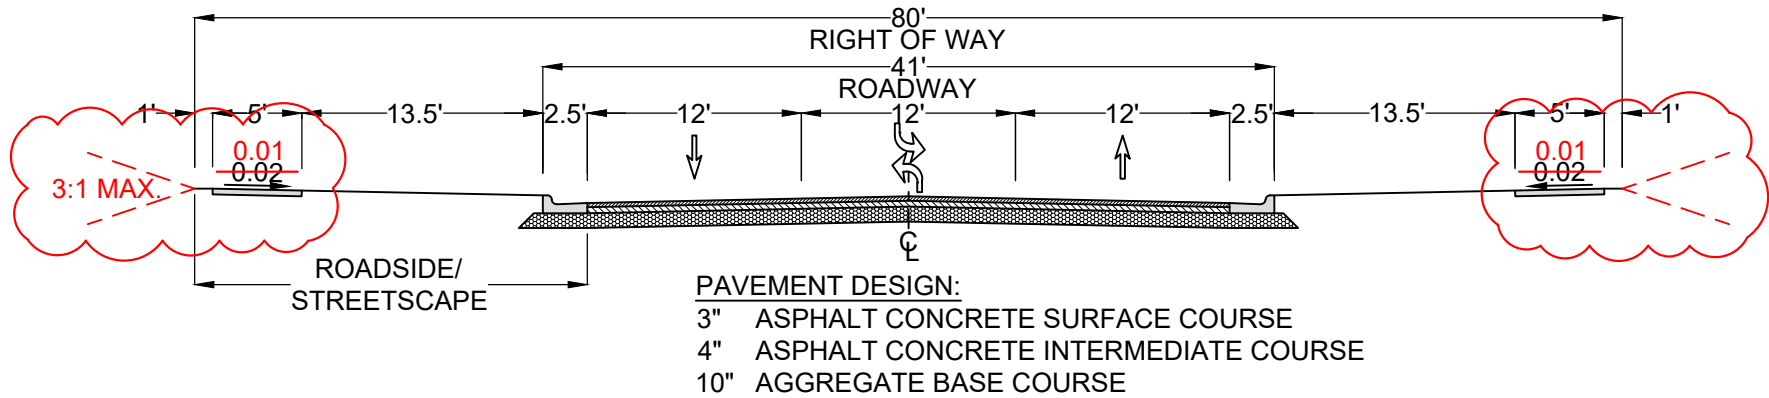 80'
RIGHT OF WAY
41'
ROADWAY
1' 5' 13.5' 2.5' 12' 12' 12' 2.5' 13.5' 5' 1'
0.01 0.01
0.02 0.02
3:1 MAX.
℄
ROADSIDE/
STREETSCAPE
PAVEMENT DESIGN:
3" ASPHALT CONCRETE SURFACE COURSE
4" ASPHALT CONCRETE INTERMEDIATE COURSE
10" AGGREGATE BASE COURSE